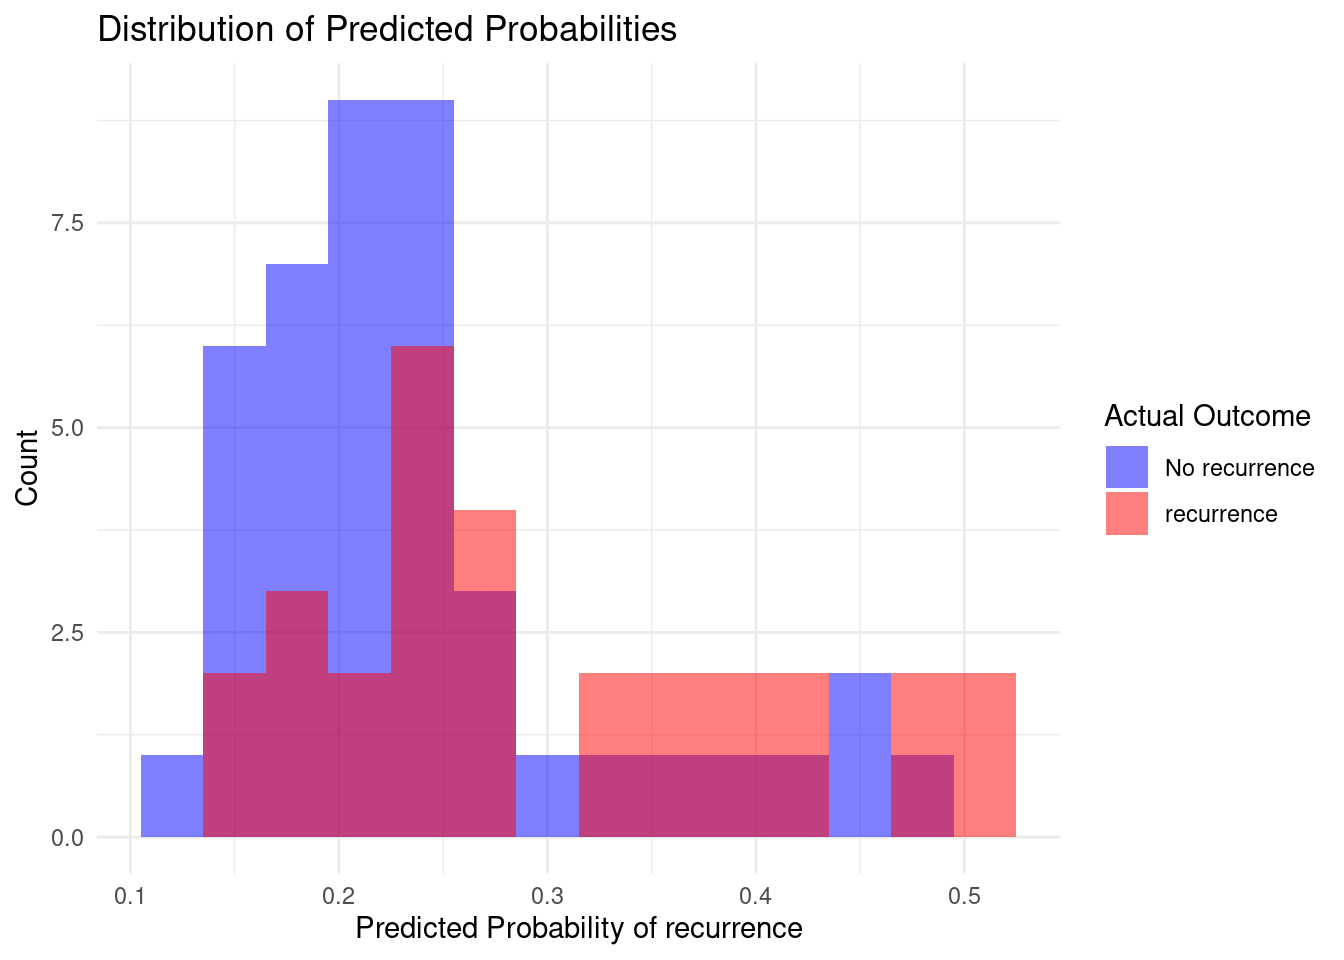 Distribution of Predicted Probabilities
Count
7.5
5.0
2.5
0.0
0.1 0.2 0.3 0.4 0.5
Predicted Probability of recurrence
Actual Outcome
No recurrence
recurrence